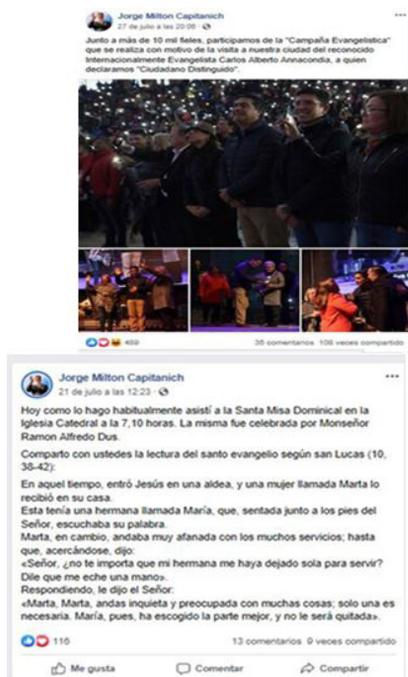 Jorge Milton Capitanich
27 de julio a las 20:08 ·
Junto a más de 10 mil fieles, participamos de la "Campaña Evangelística"
que se realiza con motivo de la visita a nuestra ciudad del reconocido
Internacionalmente Evangelista Carlos Alberto Annacondia, a quien
declaramos "Ciudadano Distinguido".
489
35 comentarios 108 veces compartido
Jorge Milton Capitanich
21 de julio a las 12:23 ·
Hoy como lo hago habitualmente asistí a la Santa Misa Dominical en la
Iglesia Catedral a la 7,10 horas. La misma fue celebrada por Monseñor
Ramon Alfredo Dus.
Comparto con ustedes la lectura del santo evangelio según san Lucas (10,
38-42):
En aquel tiempo, entró Jesús en una aldea, y una mujer llamada Marta lo
recibió en su casa.
Esta tenía una hermana llamada María, que, sentada junto a los pies del
Señor, escuchaba su palabra.
Marta, en cambio, andaba muy afanada con los muchos servicios; hasta
que, acercándose, dijo:
«Señor, ¿no te importa que mi hermana me haya dejado sola para servir?
Dile que me eche una mano».
Respondiendo, le dijo el Señor:
«Marta, Marta, andas inquieta y preocupada con muchas cosas; solo una es
necesaria. María, pues, ha escogido la parte mejor, y no le será quitada».
116
13 comentarios 9 veces compartido
Me gusta Comentar Compartir